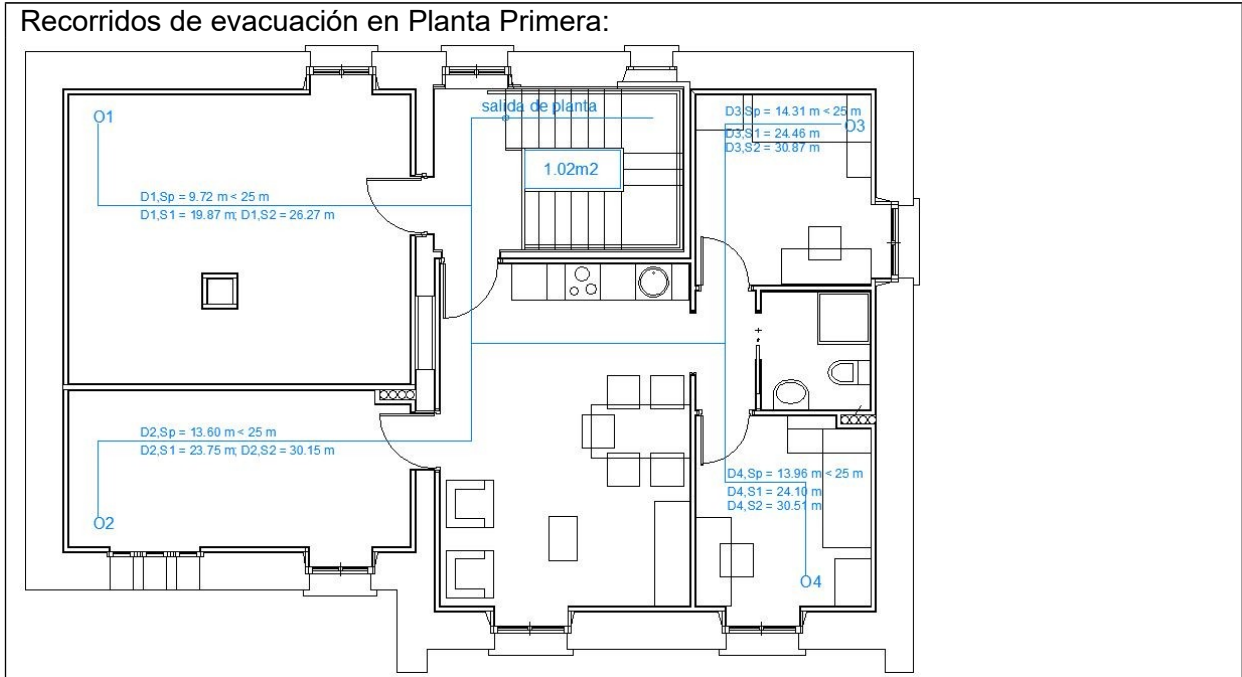 Recorridos de evacuación en Planta Primera:
O1
salida de planta
D3,Sp = 14.31 m < 25 m
O3
D3,S1 = 24.46 m
D3,S2 = 30.87 m
1.02m2
D1,Sp = 9.72 m < 25 m
D1,S1 = 19.87 m; D1,S2 = 26.27 m
D2,Sp = 13.60 m < 25 m
D2,S1 = 23.75 m; D2,S2 = 30.15 m
O2
D4,Sp = 13.96 m < 25 m
D4,S1 = 24.10 m
D4,S2 = 30.51 m
O4